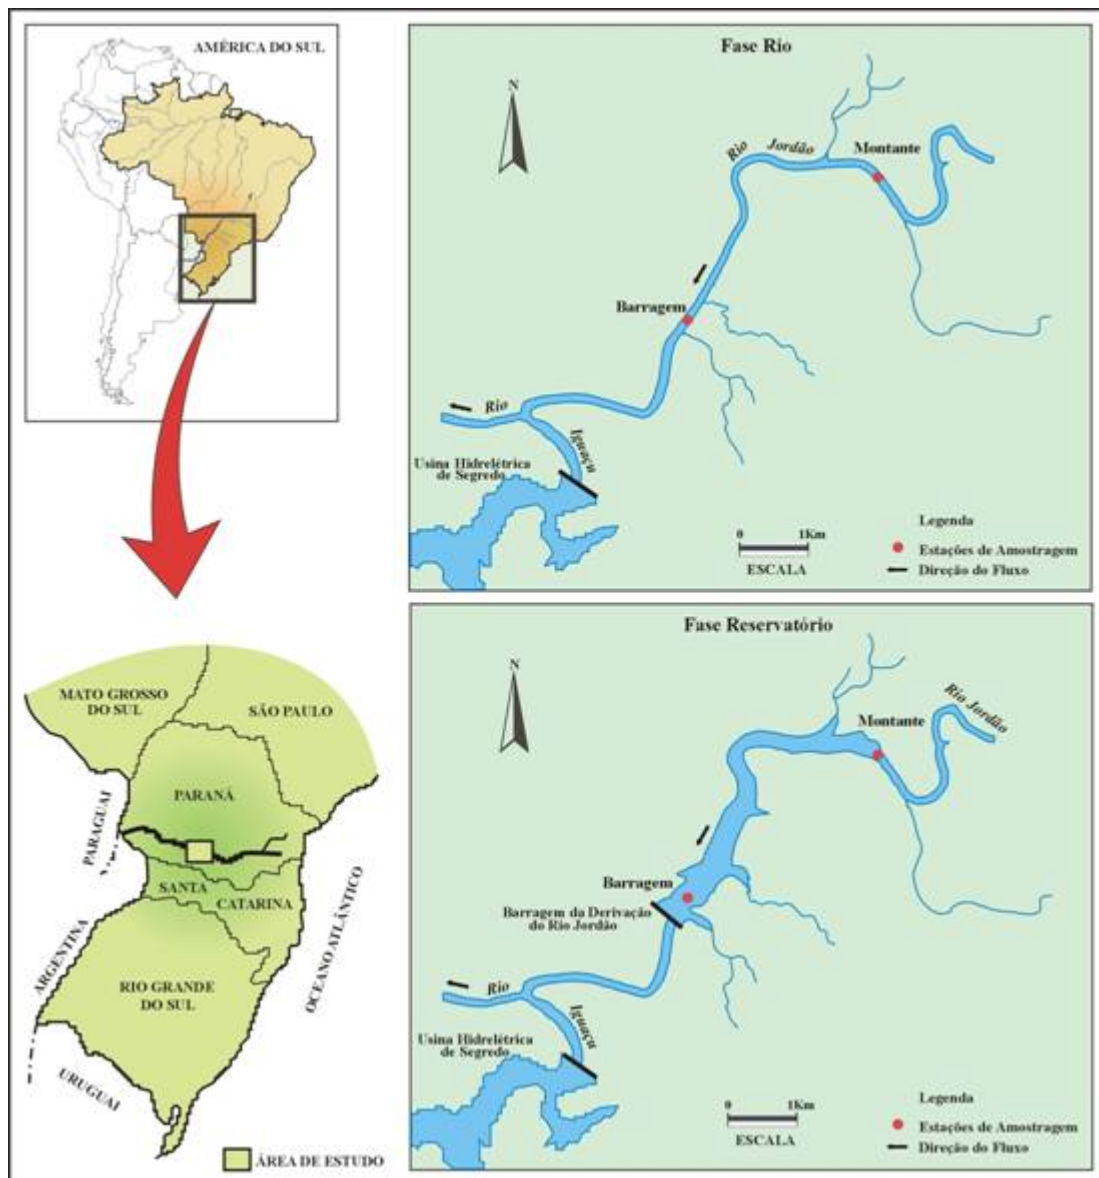 AMÉRICA DO SUL
MATO GROSSO
DO SUL
SÃO PAULO
PARANÁ
PARAGUAI
SANTA
CATARINA
ARGENTINA
OCEANO ATLÂNTICO
RIO GRANDE
DO SUL
URUGUAI
ÁREA DE ESTUDO
Fase Rio
N
Rio Jordão
Montante
Barragem
Rio
Iguaçu
Usina Hidrelétrica
de Segredo
0 1Km
ESCALA
Legenda
Estações de Amostragem
Direção do Fluxo
Fase Reservatório
N
Rio Jordão
Montante
Barragem
Barragem da Derivação
do Rio Jordão
Rio
Iguaçu
Usina Hidrelétrica
de Segredo
0 1Km
ESCALA
Legenda
Estações de Amostragem
Direção do Fluxo